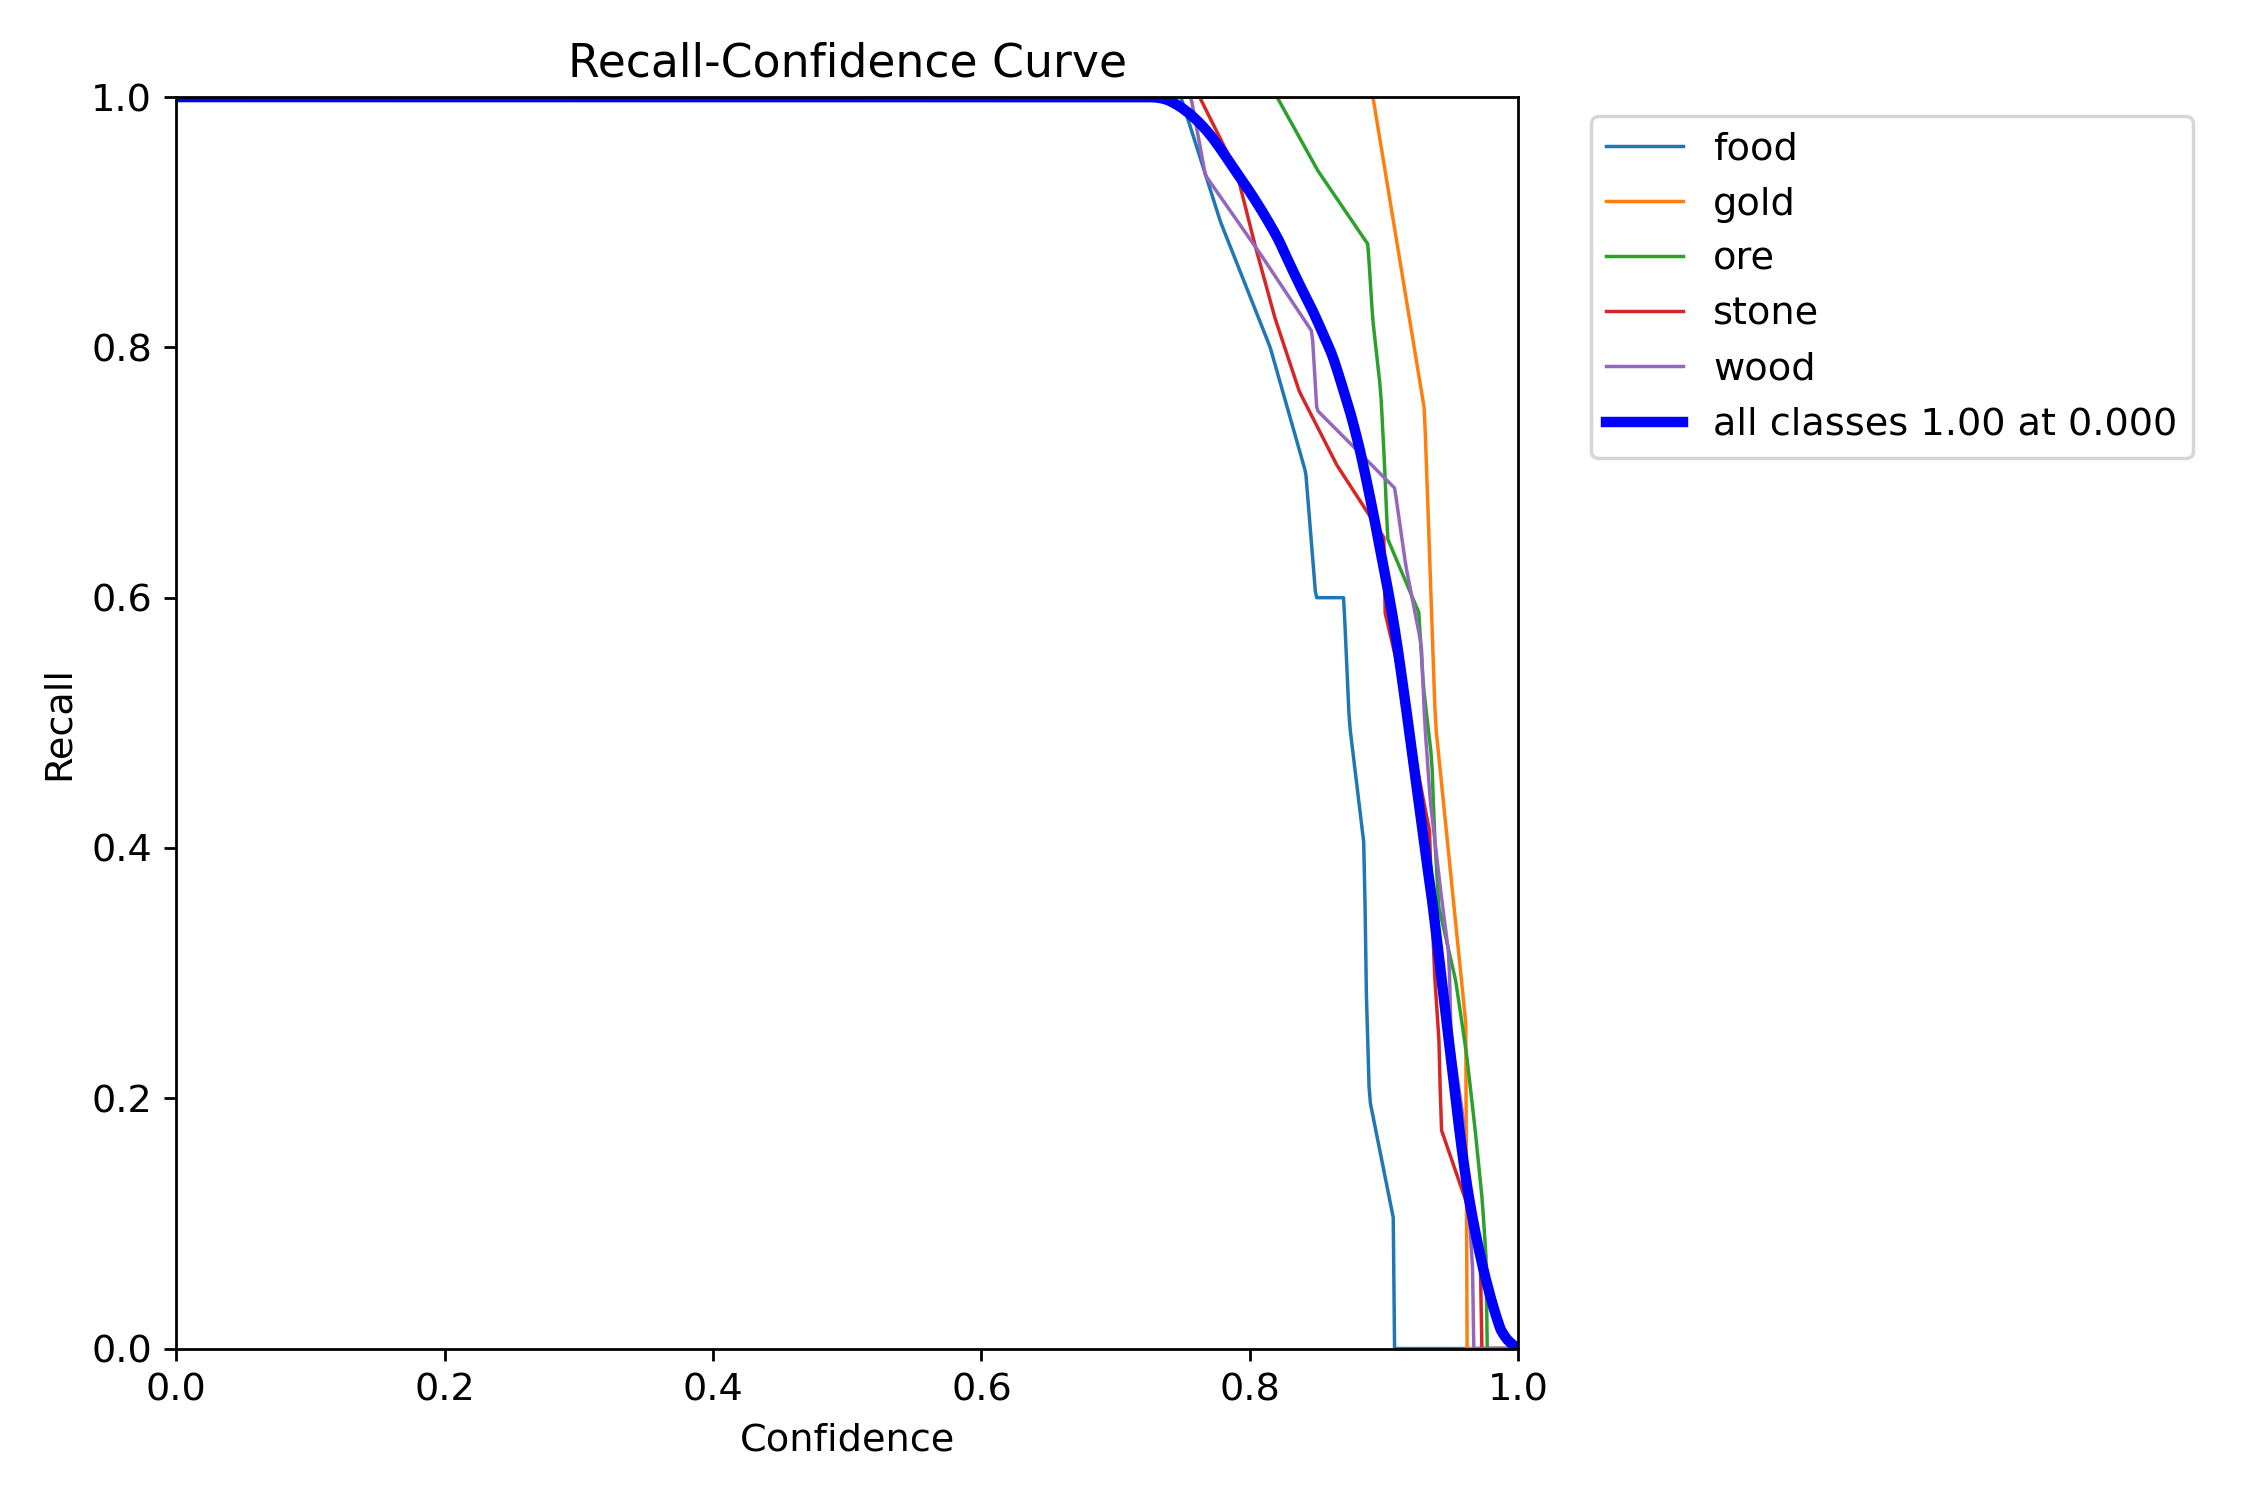 Recall-Confidence Curve
1.0
0.8
0.6
0.4
0.2
0.0
Recall
0.0 0.2 0.4 0.6 0.8 1.0
Confidence
food
gold
ore
stone
wood
all classes 1.00 at 0.000